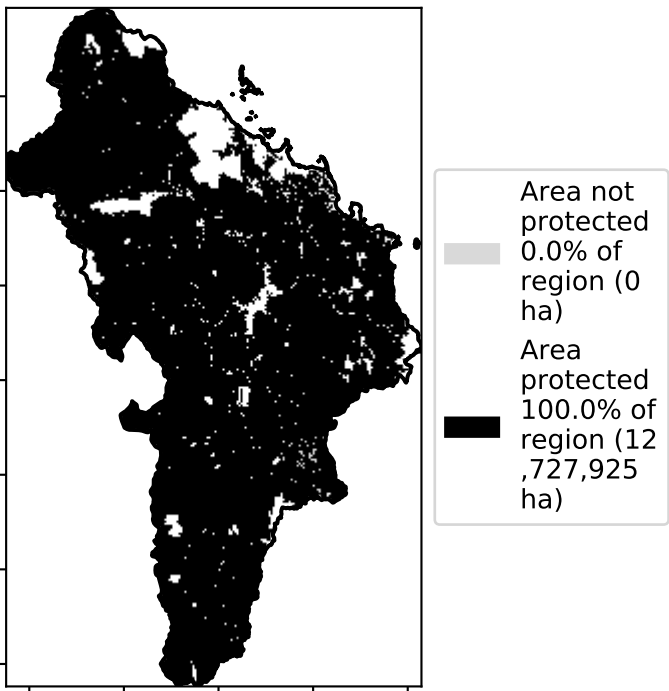 Area not
protected
0.0% of
region (0
ha)
Area
protected
100.0% of
region (12
,727,925
ha)